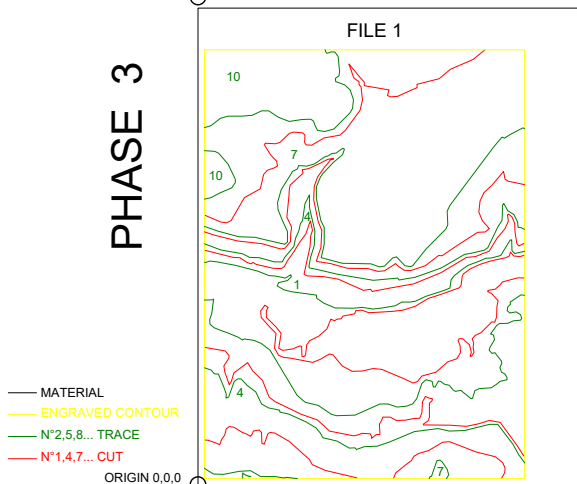 FILE 1
PHASE 3
10
7
10
4
1
4
7
MATERIAL
ENGRAVED CONTOUR
N°2,5,8... TRACE
N°1,4,7... CUT
ORIGIN 0,0,0